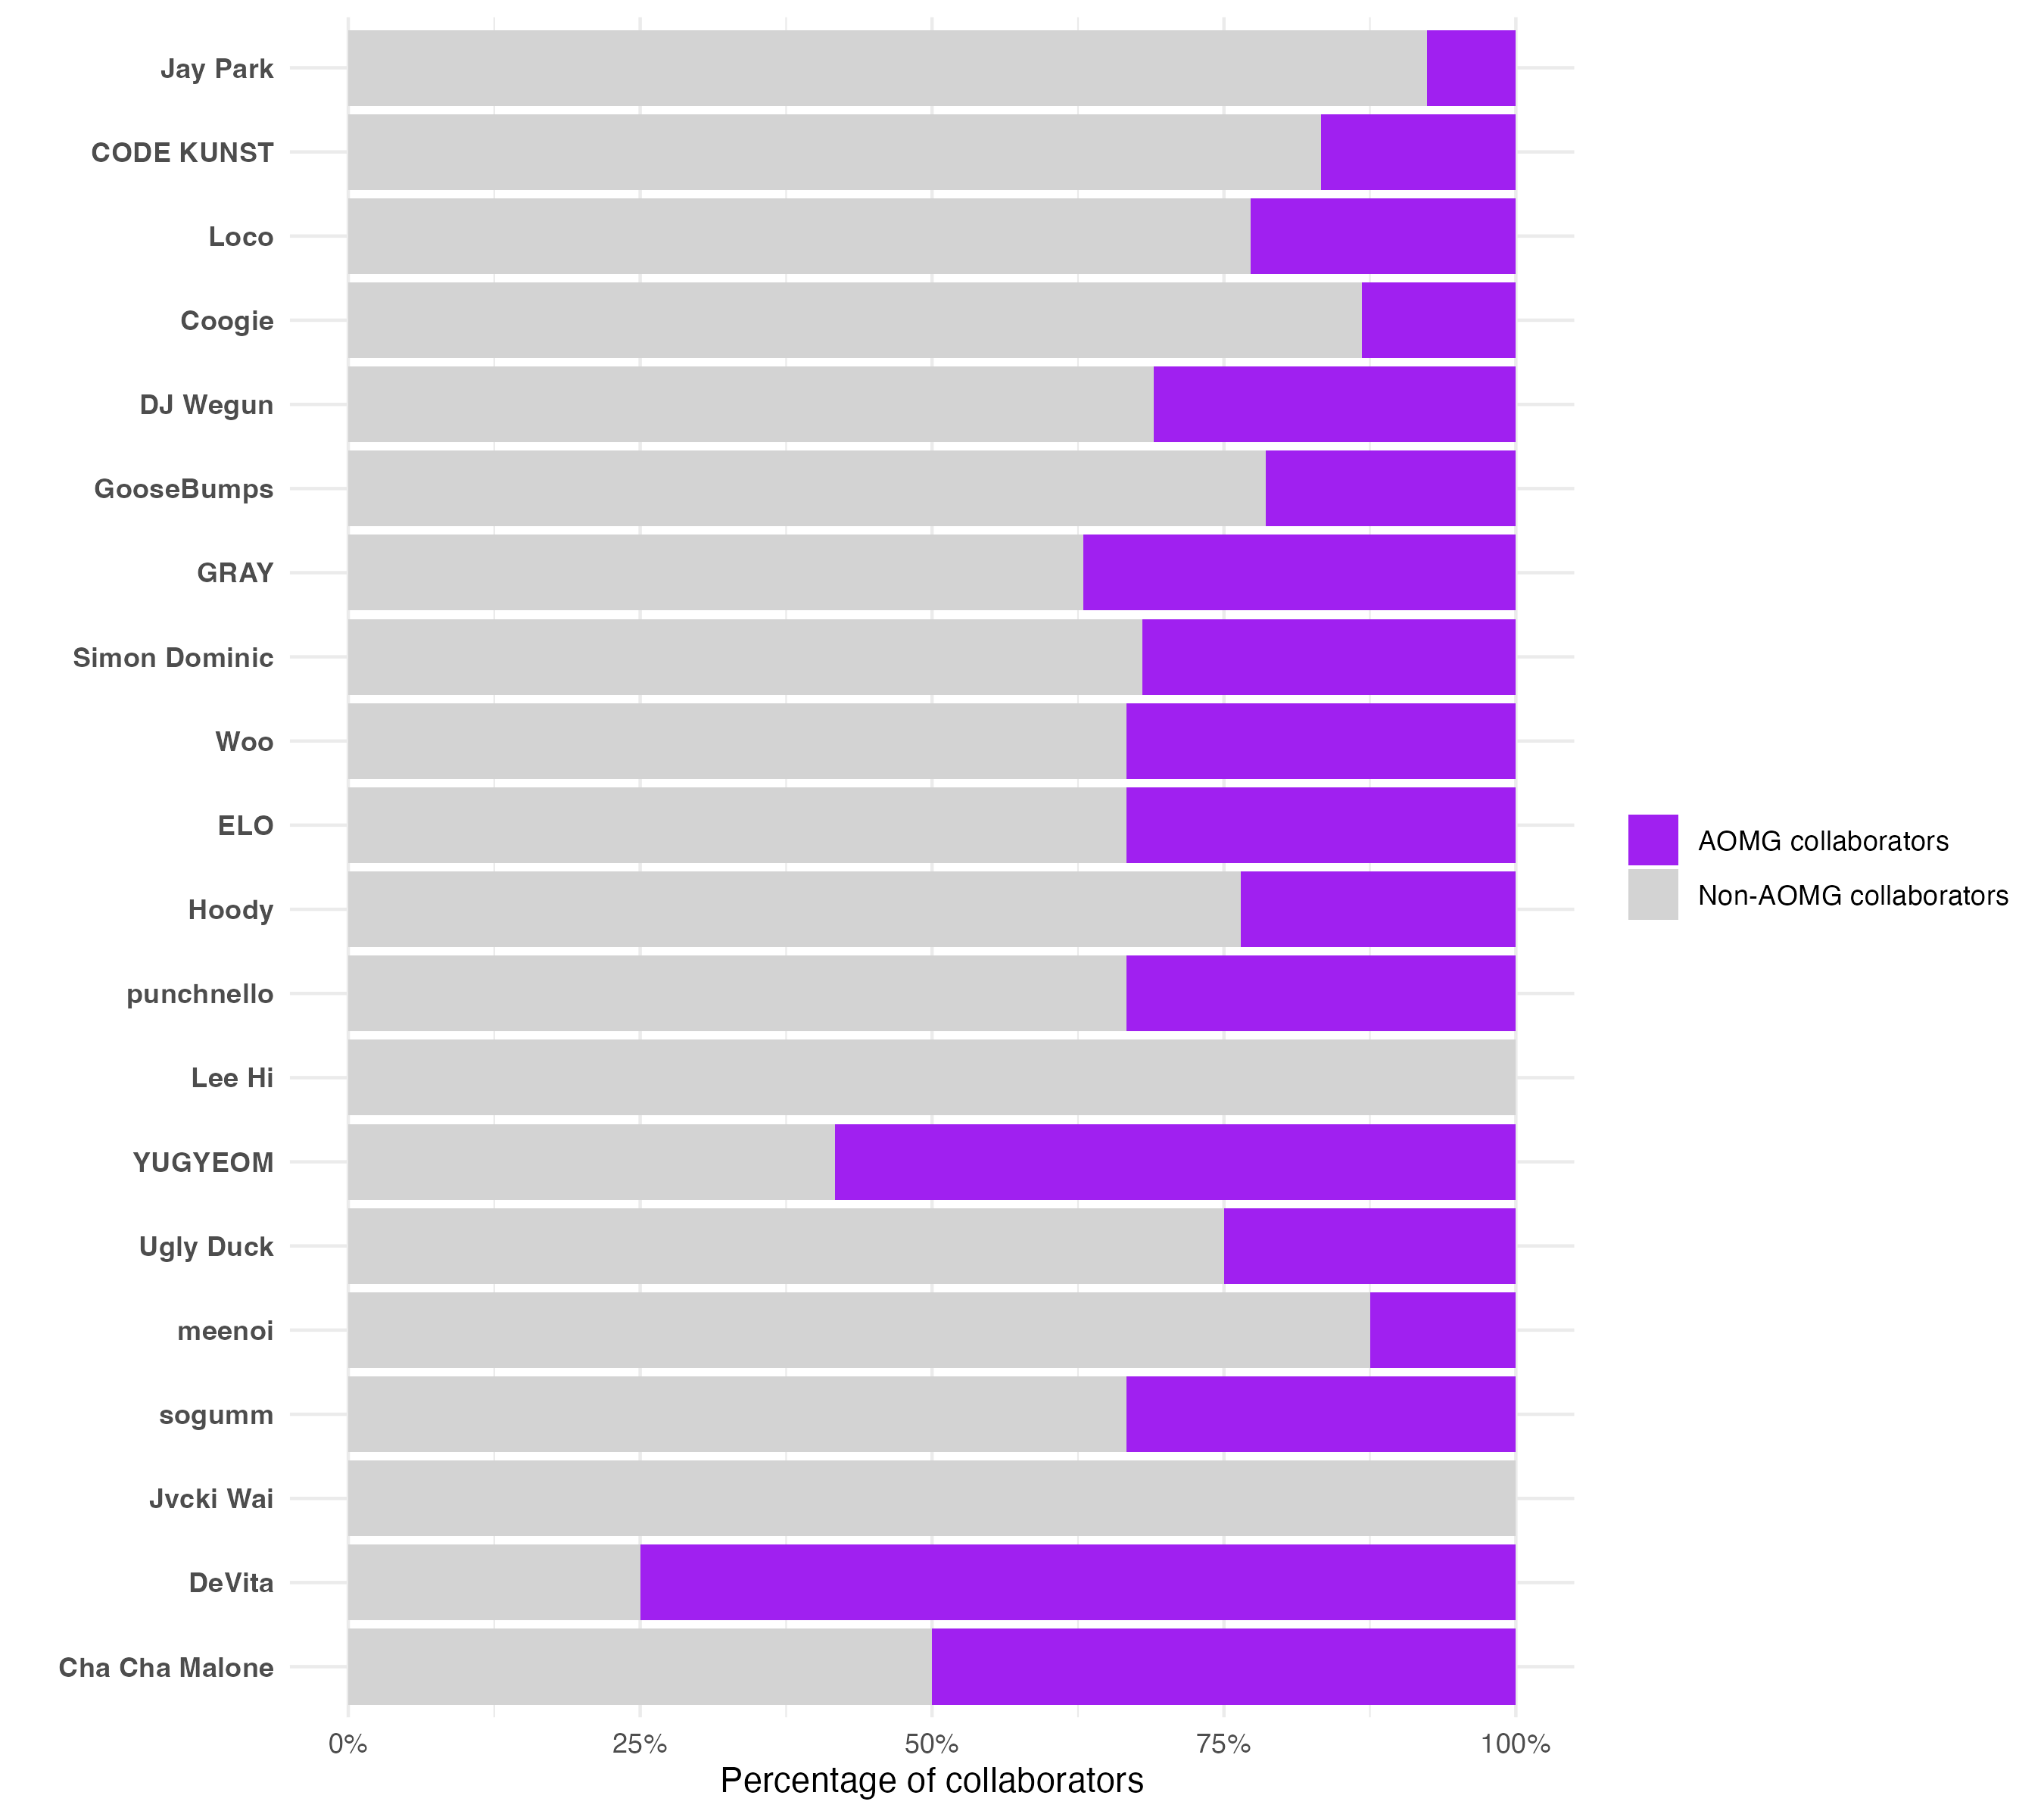 Jay Park
CODE KUNST
Loco
Coogie
DJ Wegun
GooseBumps
GRAY
Simon Dominic
Woo
ELO
Hoody
punchnello
Lee Hi
YUGYEOM
Ugly Duck
meenoi
sogumm
Jvcki Wai
DeVita
Cha Cha Malone
0% 25% 50% 75% 100%
Percentage of collaborators
AOMG collaborators
Non-AOMG collaborators